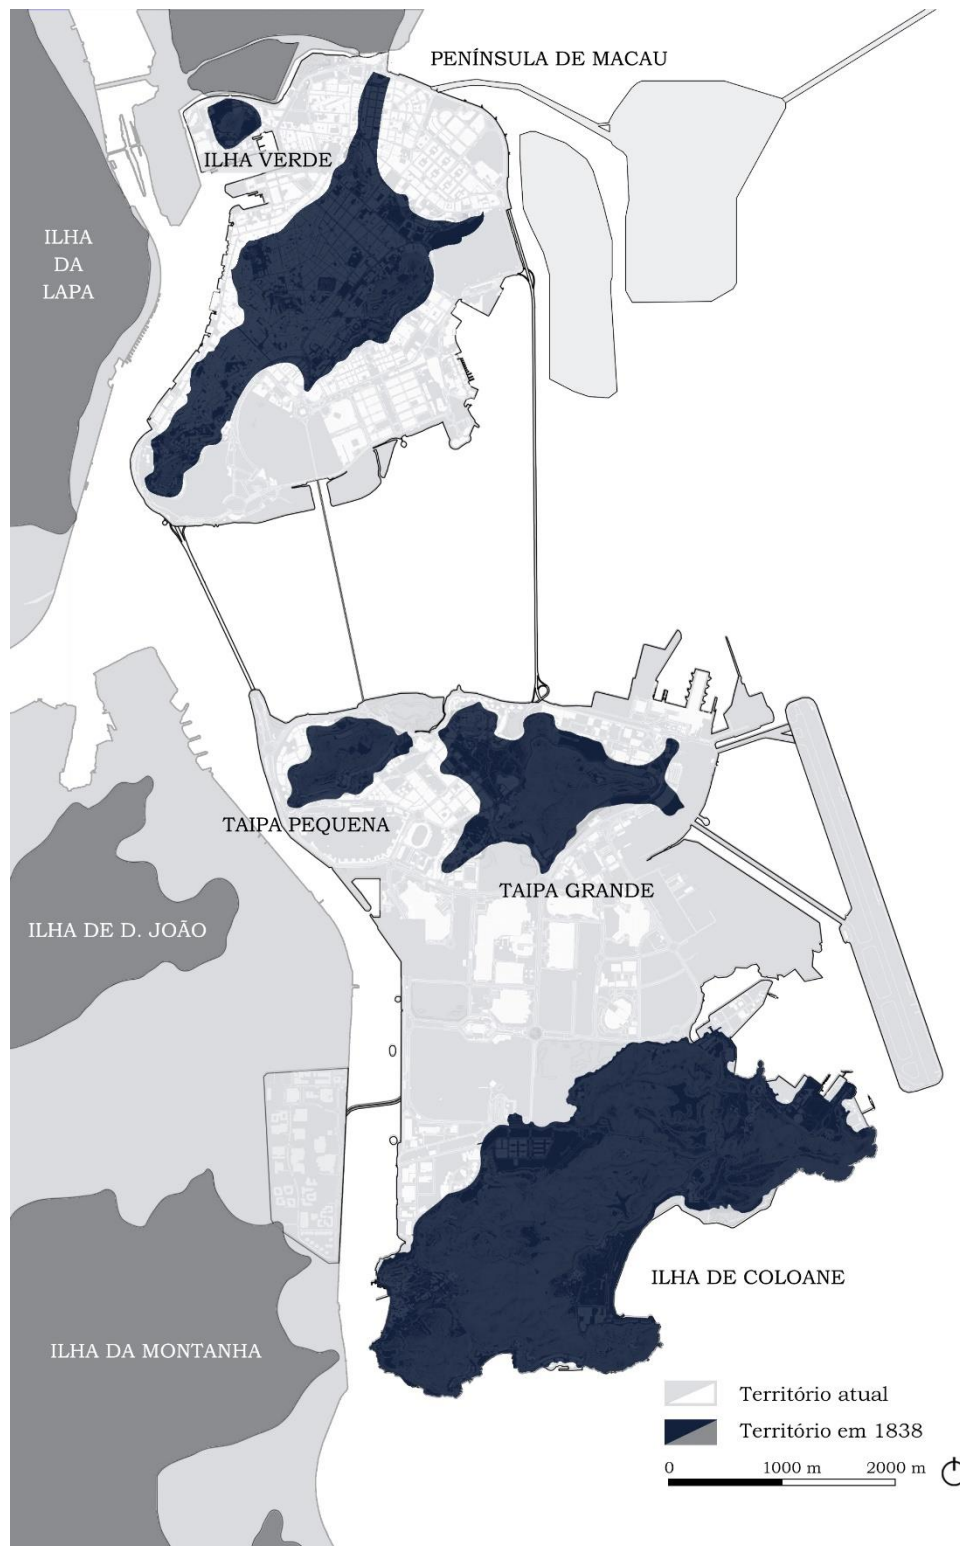 PENÍNSULA DE MACAU
ILHA VERDE
ILHA
DA
LAPA
TAIPA PEQUENA
TAIPA GRANDE
ILHA DE D. JOÃO
ILHA DE COLOANE
ILHA DA MONTANHA
Território atual
Território em 1838
0 1000 m 2000 m